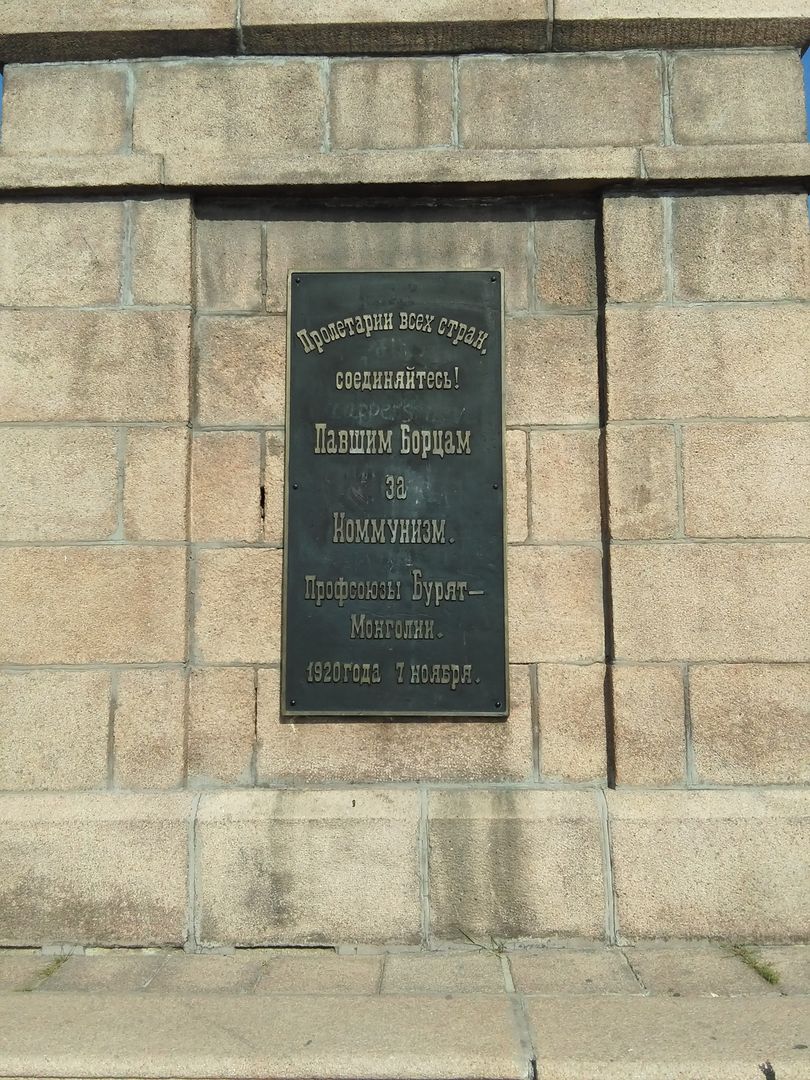 Пролетарии всех стран,
соединяйтесь!
Павшим Борцам
за
Коммунизм.
Профсоюзы Бурят—
Монголии.
1920 года 7 ноября.